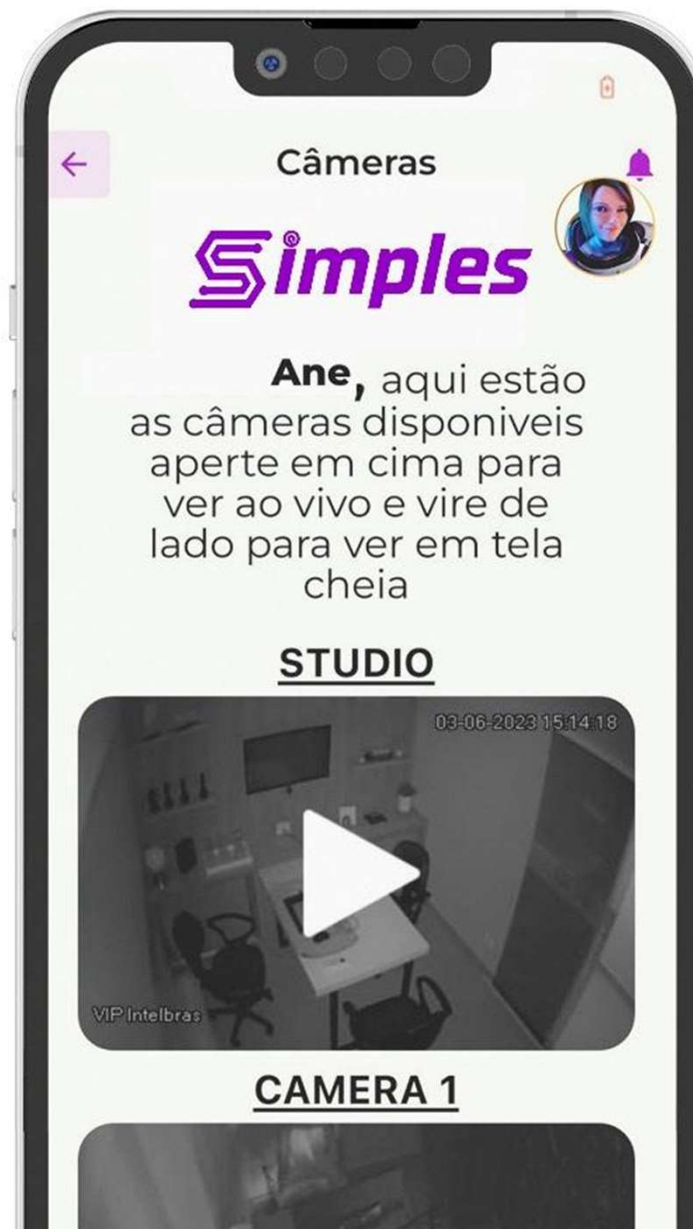 Câmeras
Simples
Ane, aqui estão
as câmeras disponiveis
aperte em cima para
ver ao vivo e vire de
lado para ver em tela
cheia
STUDIO
03-06-2023 15:14:18
VIP Intelbras
CAMERA 1